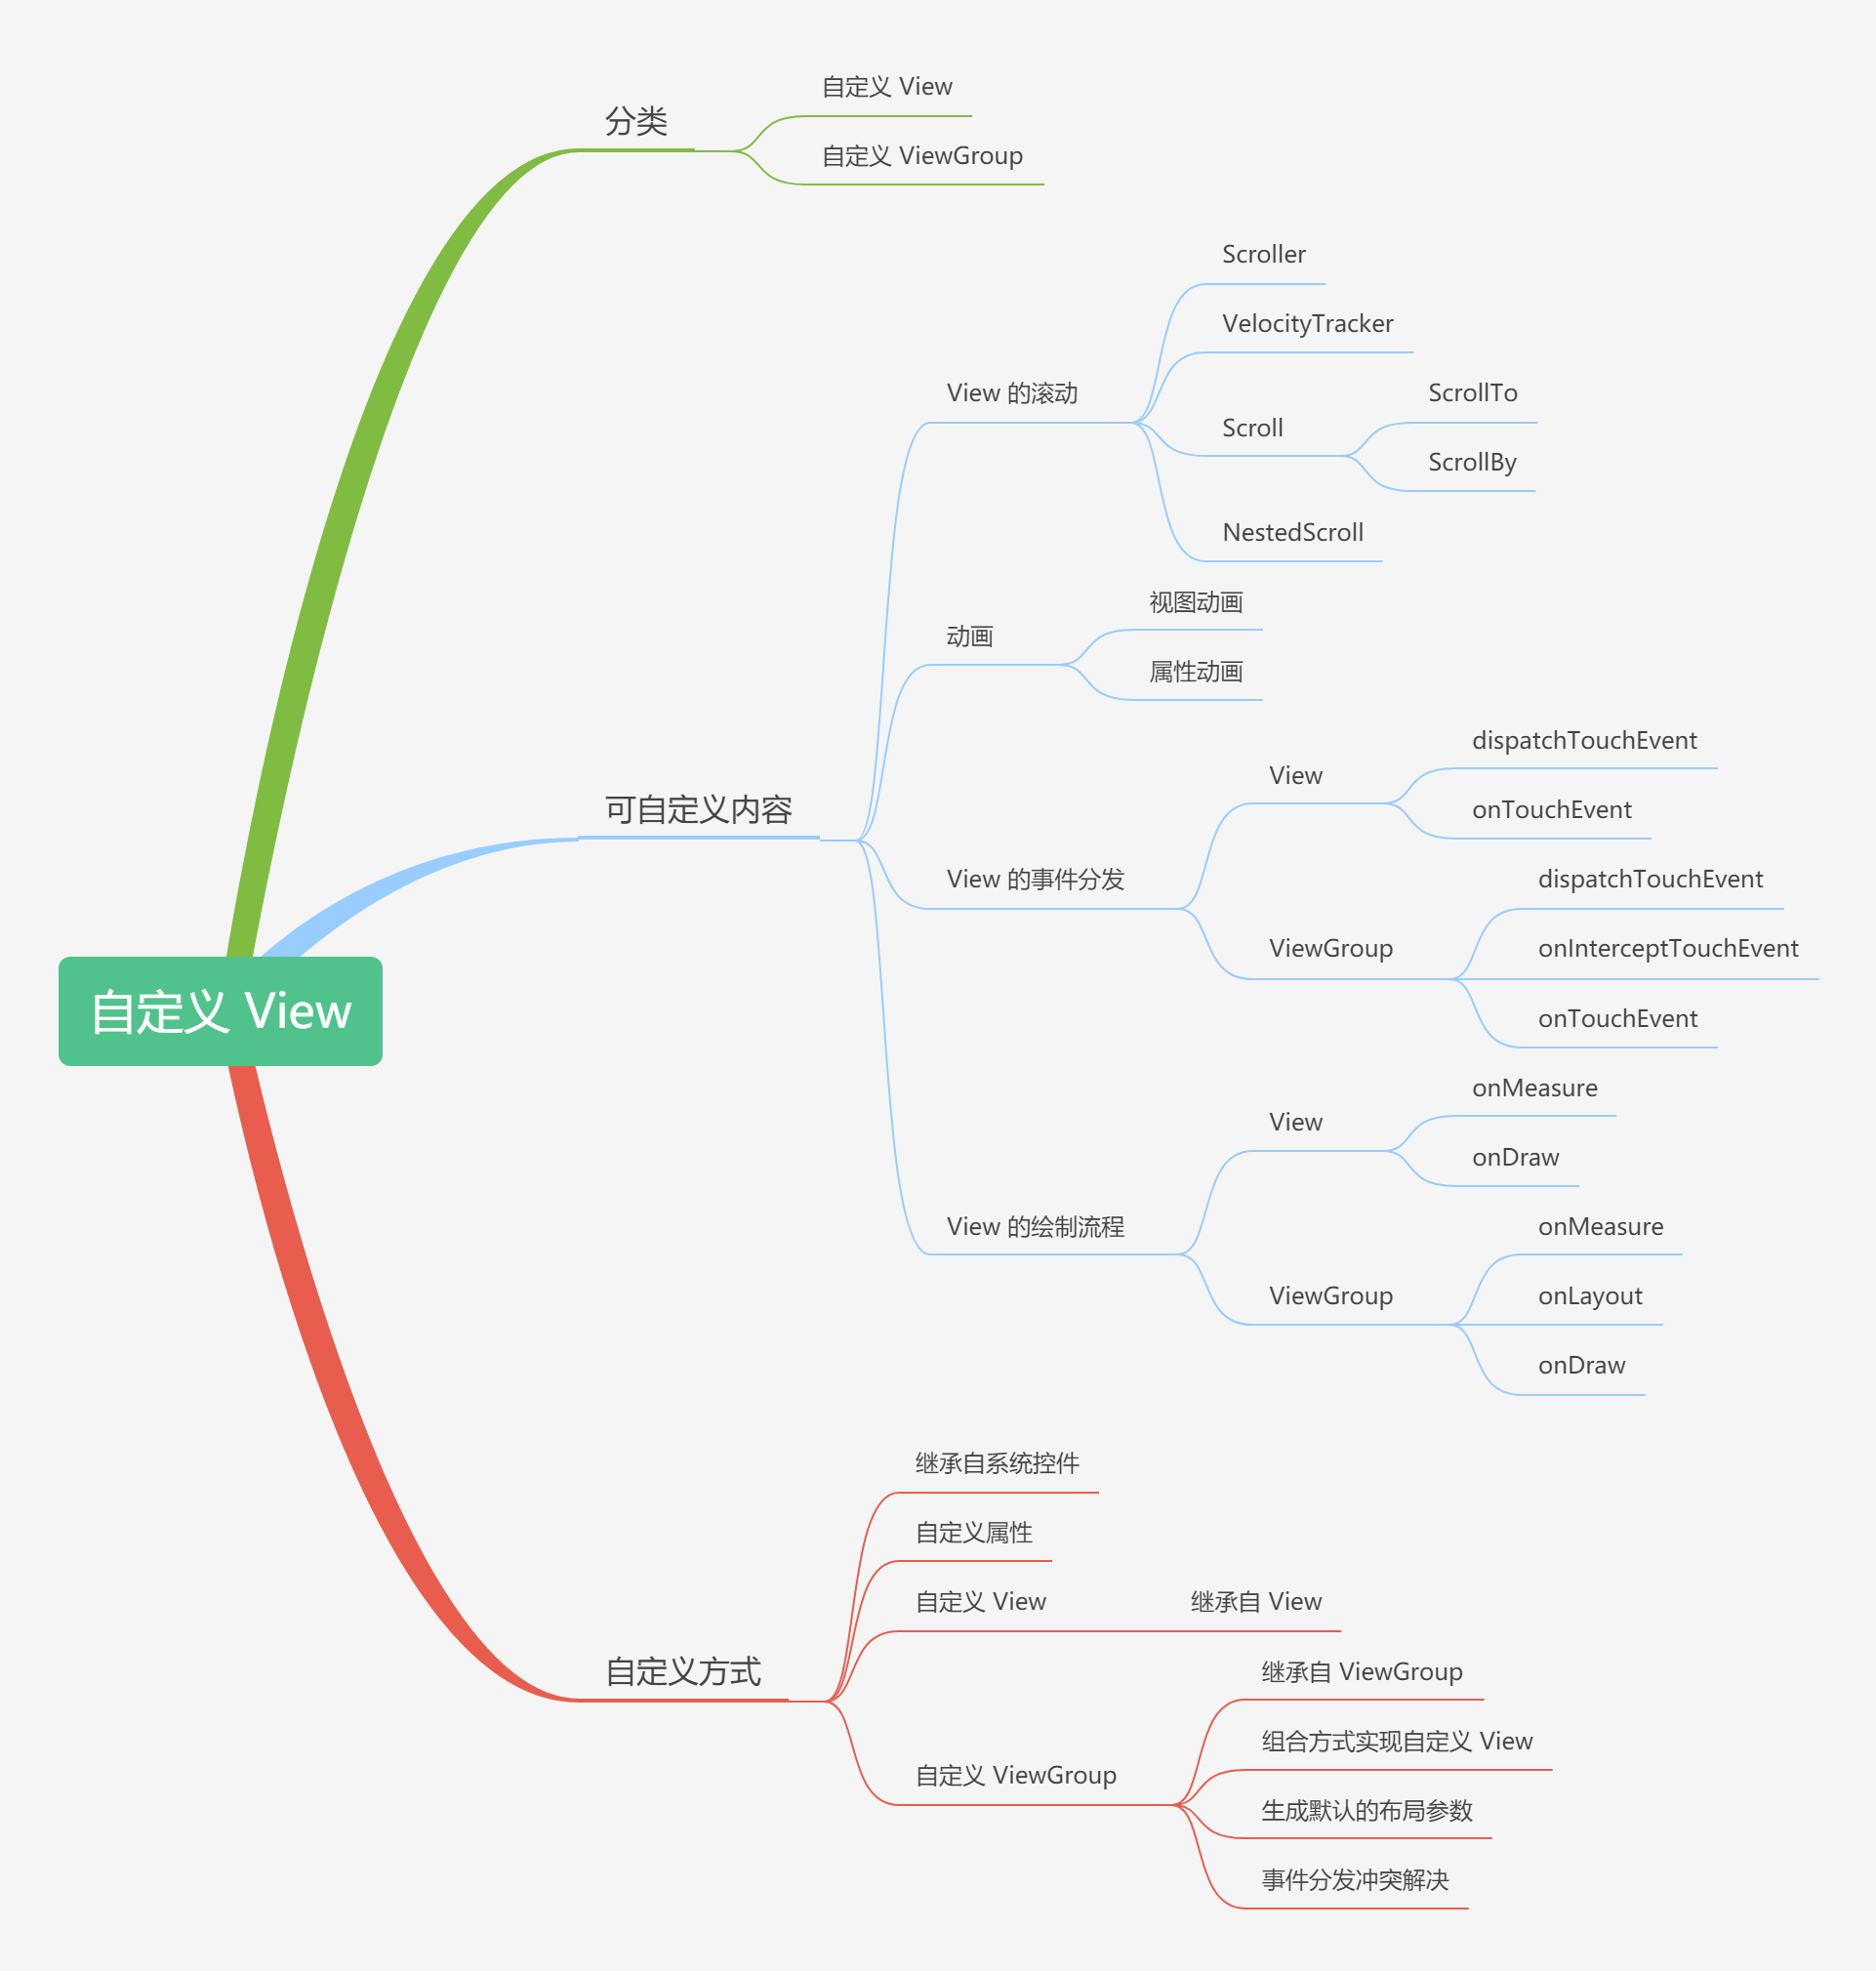 自定义 View
分类
自定义 View
自定义 ViewGroup
可自定义内容
View 的滚动
Scroller
VelocityTracker
Scroll
ScrollTo
ScrollBy
NestedScroll
动画
视图动画
属性动画
View 的事件分发
View
dispatchTouchEvent
onTouchEvent
ViewGroup
dispatchTouchEvent
onInterceptTouchEvent
onTouchEvent
View 的绘制流程
View
onMeasure
onDraw
ViewGroup
onMeasure
onLayout
onDraw
自定义方式
继承自系统控件
自定义属性
自定义 View
继承自 View
自定义 ViewGroup
继承自 ViewGroup
组合方式实现自定义 View
生成默认的布局参数
事件分发冲突解决